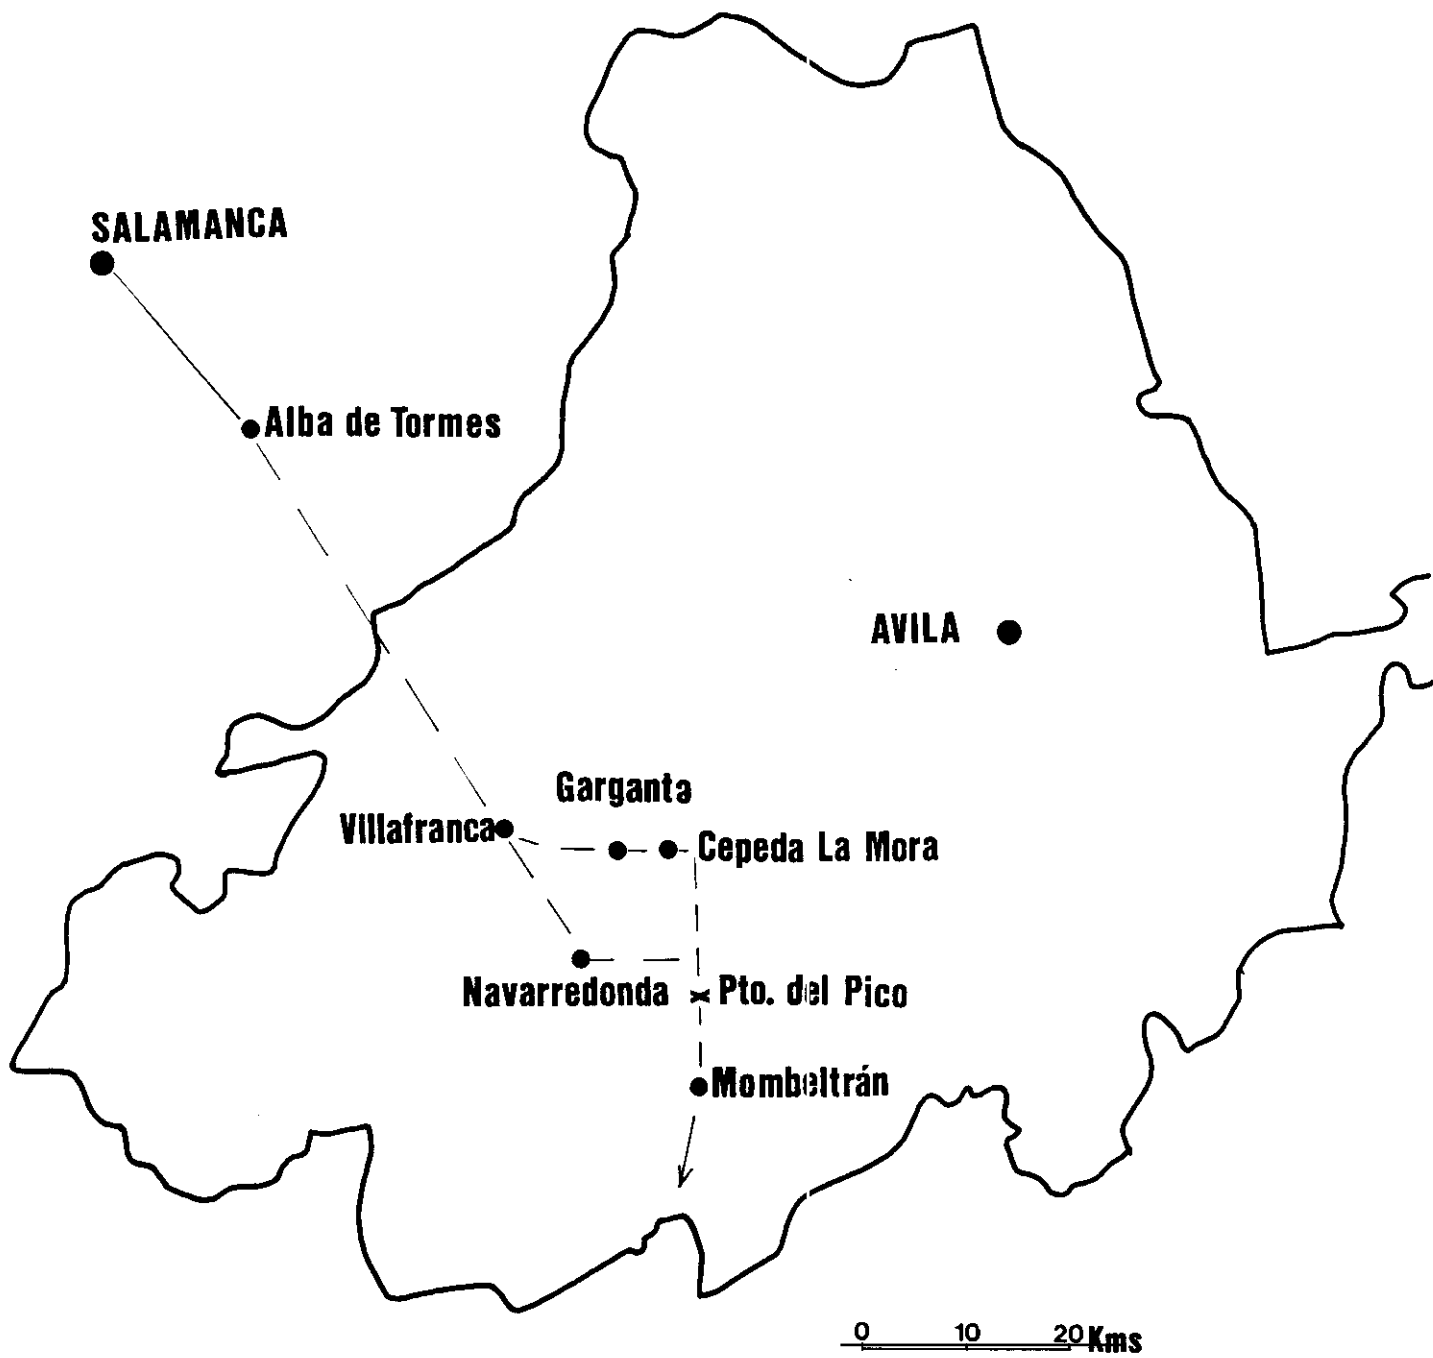 SALAMANCA
Alba de Tormes
AVILA
Garganta
Villafranca
Cepeda La Mora
Navarredonda
Pto. del Pico
Mombeltrán
0 10 20 Kms